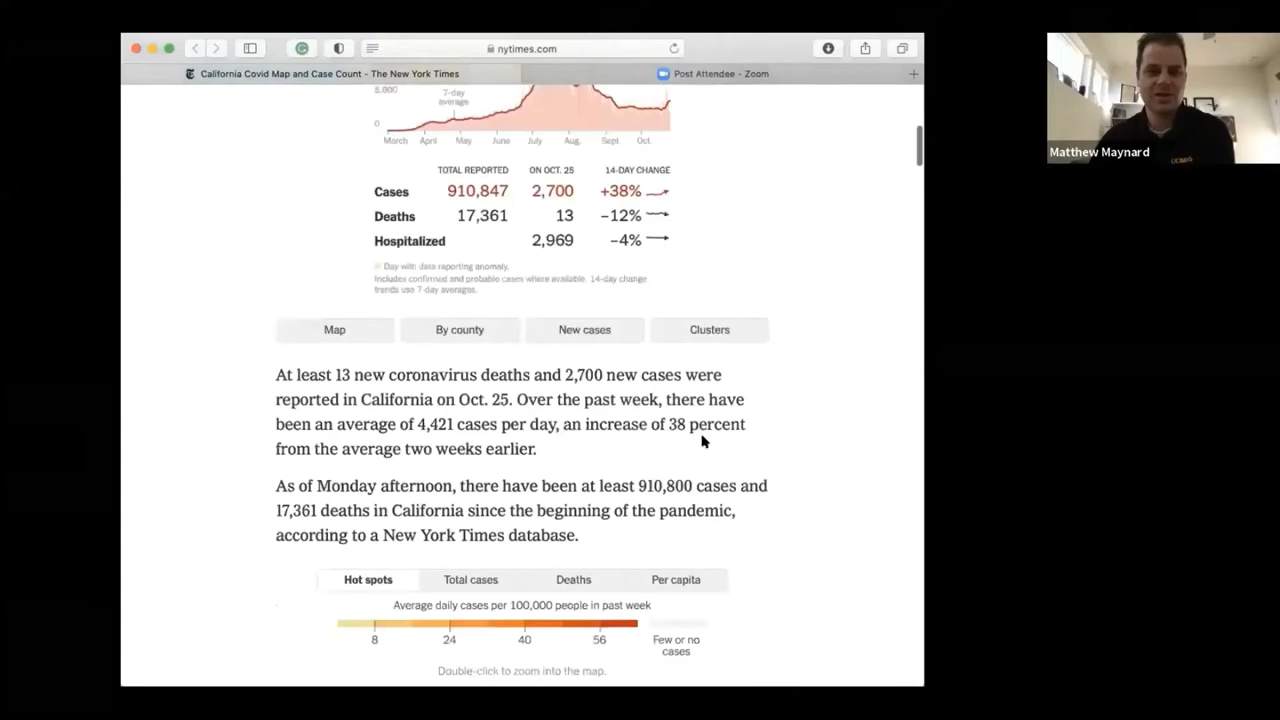 nytimes.com
California Covid Map and Case Count - The New York Times
Post Attendee - Zoom
5,000
7-day
average
0
March April May June July Aug. Sept. Oct.
TOTAL REPORTED ON OCT. 25 14-DAY CHANGE
Cases 910,847 2,700 +38%
Deaths 17,361 13 –12%
Hospitalized 2,969 –4%
Day with data reporting anomaly.
Includes confirmed and probable cases where available. 14-day change
trends use 7-day averages.
Map By county New cases Clusters
At least 13 new coronavirus deaths and 2,700 new cases were
reported in California on Oct. 25. Over the past week, there have
been an average of 4,421 cases per day, an increase of 38 percent
from the average two weeks earlier.
As of Monday afternoon, there have been at least 910,800 cases and
17,361 deaths in California since the beginning of the pandemic,
according to a New York Times database.
Hot spots Total cases Deaths Per capita
Average daily cases per 100,000 people in past week
8 24 40 56 Few or no
cases
Double-click to zoom into the map.
Matthew Maynard